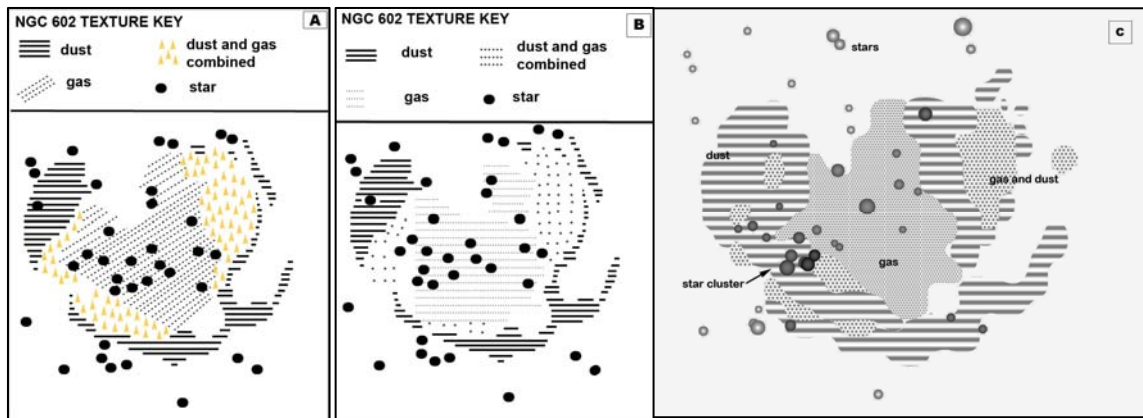 NGC 602 TEXTURE KEY
A
dust
dust and gas
combined
gas
star
NGC 602 TEXTURE KEY
B
dust
dust and gas
combined
gas
star
c
stars
dust
gas and dust
gas
star cluster